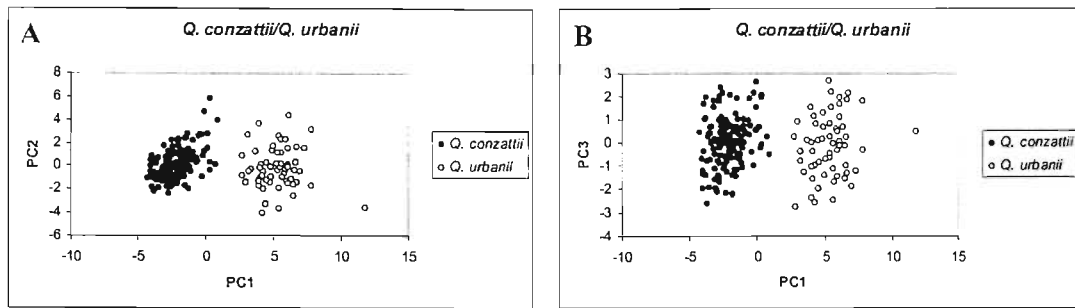 A
Q. conzattii/Q. urbanii
8
6
4
2
0
-2
-4
-6
PC2
-10
-5
0
5
10
15
PC1
Q. conzattii
Q. urbanii
B
Q. conzattii/Q. urbanii
3
2
1
0
-1
-2
-3
-4
PC3
-10
-5
0
5
10
15
PC1
Q. conzattii
Q. urbanii